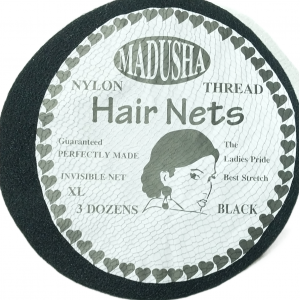 MADUSHA
NYLON THREAD
Hair Nets
Guaranteed The
PERFECTLY MADE Ladies Pride
INVISIBLE NET Best Stretch
XL
3 DOZENS BLACK